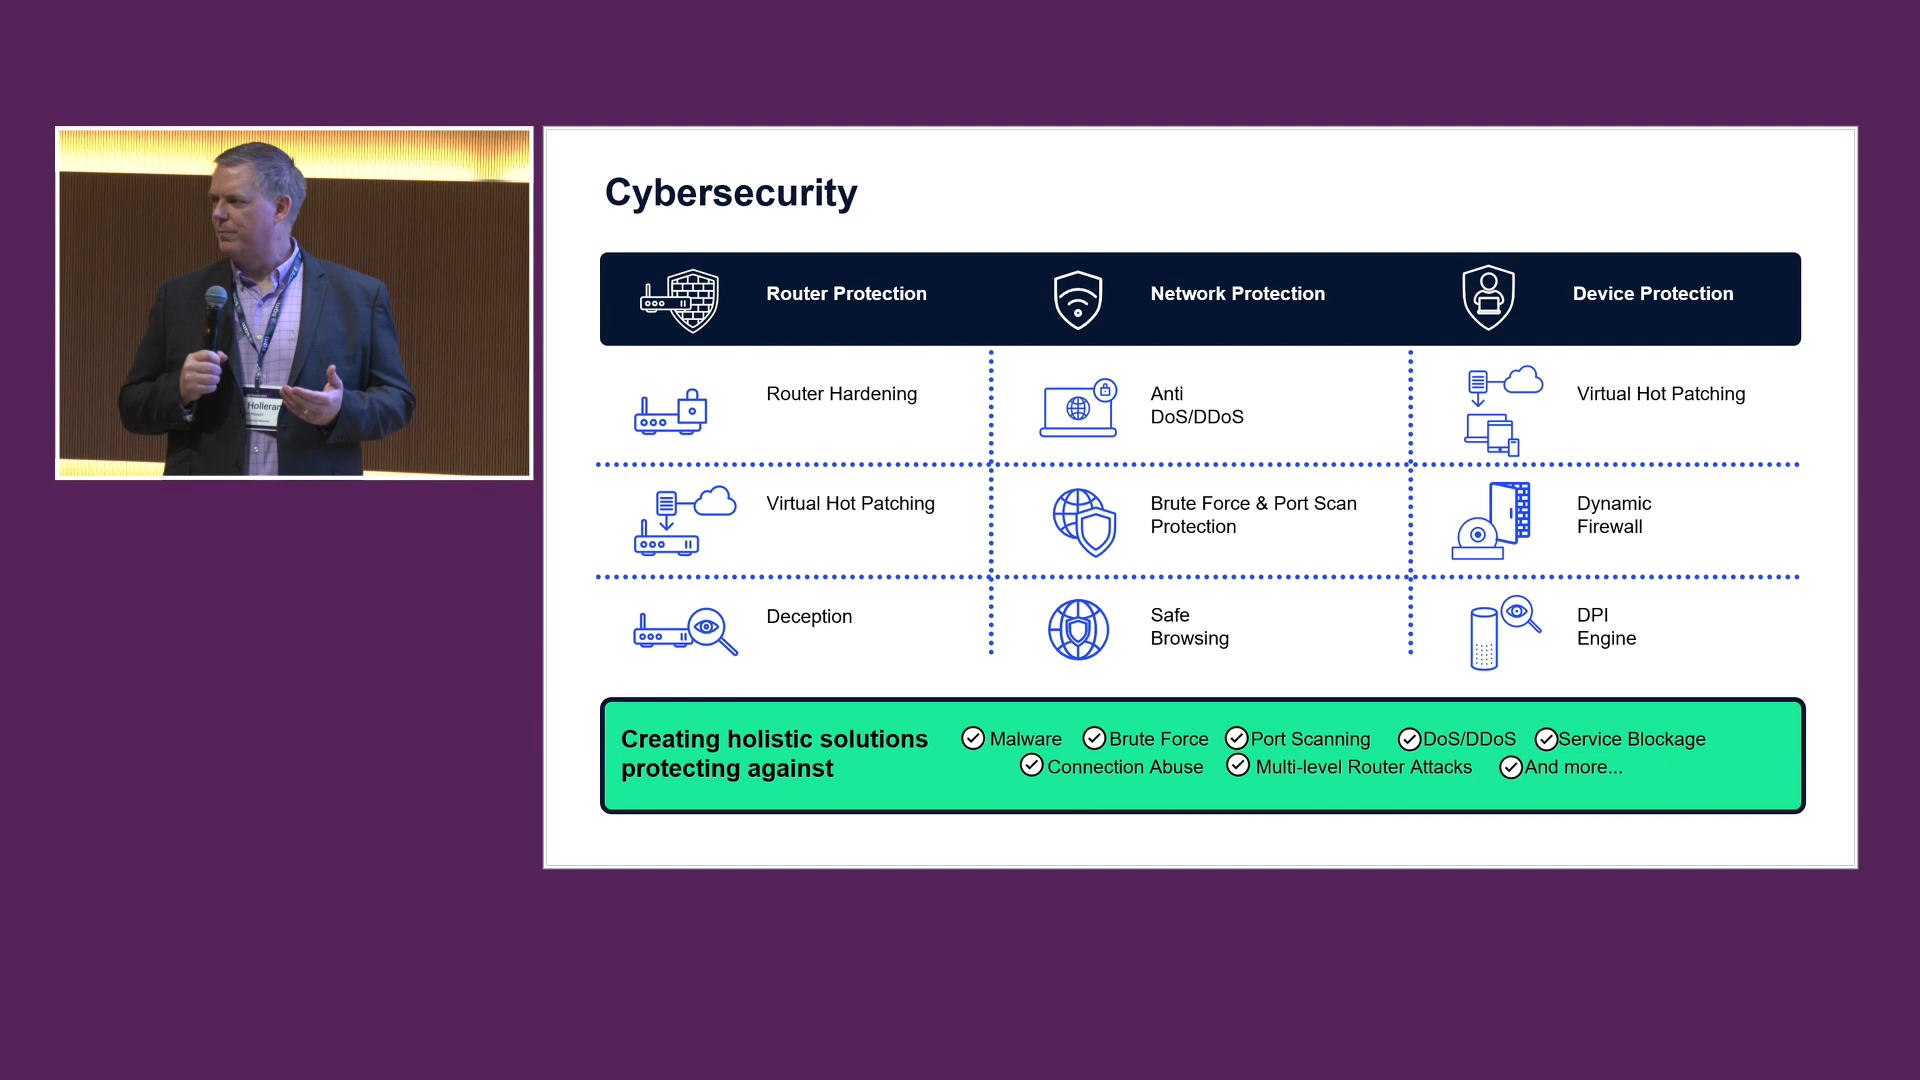 Cybersecurity
Router Protection
Network Protection
Device Protection
Router Hardening
Anti
DoS/DDoS
Virtual Hot Patching
Virtual Hot Patching
Brute Force & Port Scan
Protection
Dynamic
Firewall
Deception
Safe
Browsing
DPI
Engine
Creating holistic solutions
protecting against
Malware Brute Force Port Scanning DoS/DDoS Service Blockage
Connection Abuse Multi-level Router Attacks And more...
Holleran